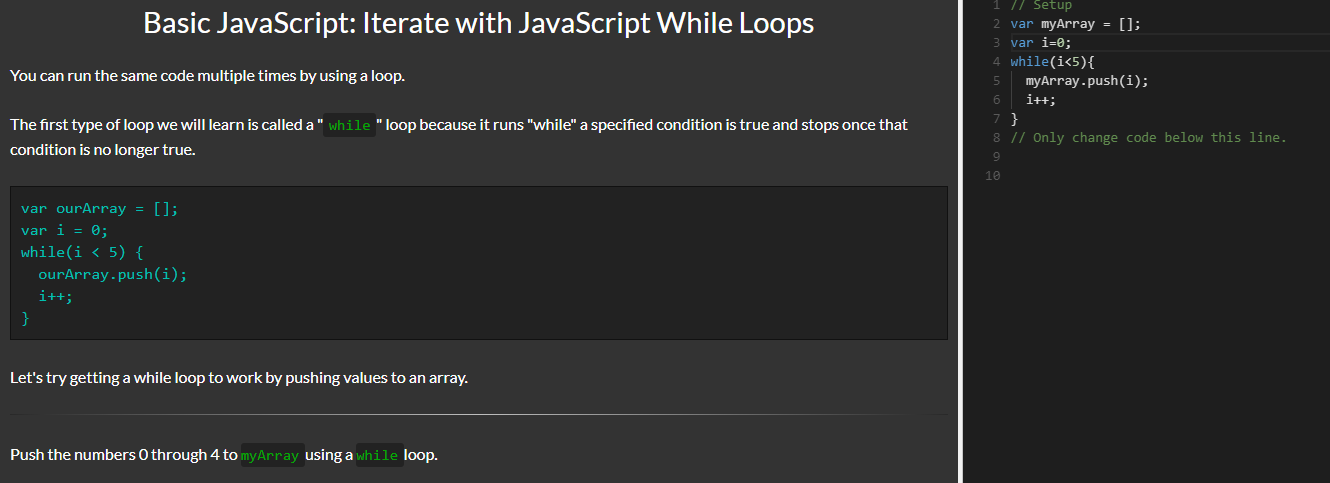 Basic JavaScript: Iterate with JavaScript While Loops
You can run the same code multiple times by using a loop.
The first type of loop we will learn is called a " while " loop because it runs "while" a specified condition is true and stops once that
condition is no longer true.
var ourArray = [];
var i = 0;
while(i < 5) {
  ourArray.push(i);
  i++;
}
Let's try getting a while loop to work by pushing values to an array.
Push the numbers 0 through 4 to myArray using a while loop.
1 // Setup
2 var myArray = [];
3 var i=0;
4 while(i<5){
5   myArray.push(i);
6   i++;
7 }
8 // Only change code below this line.
9
10